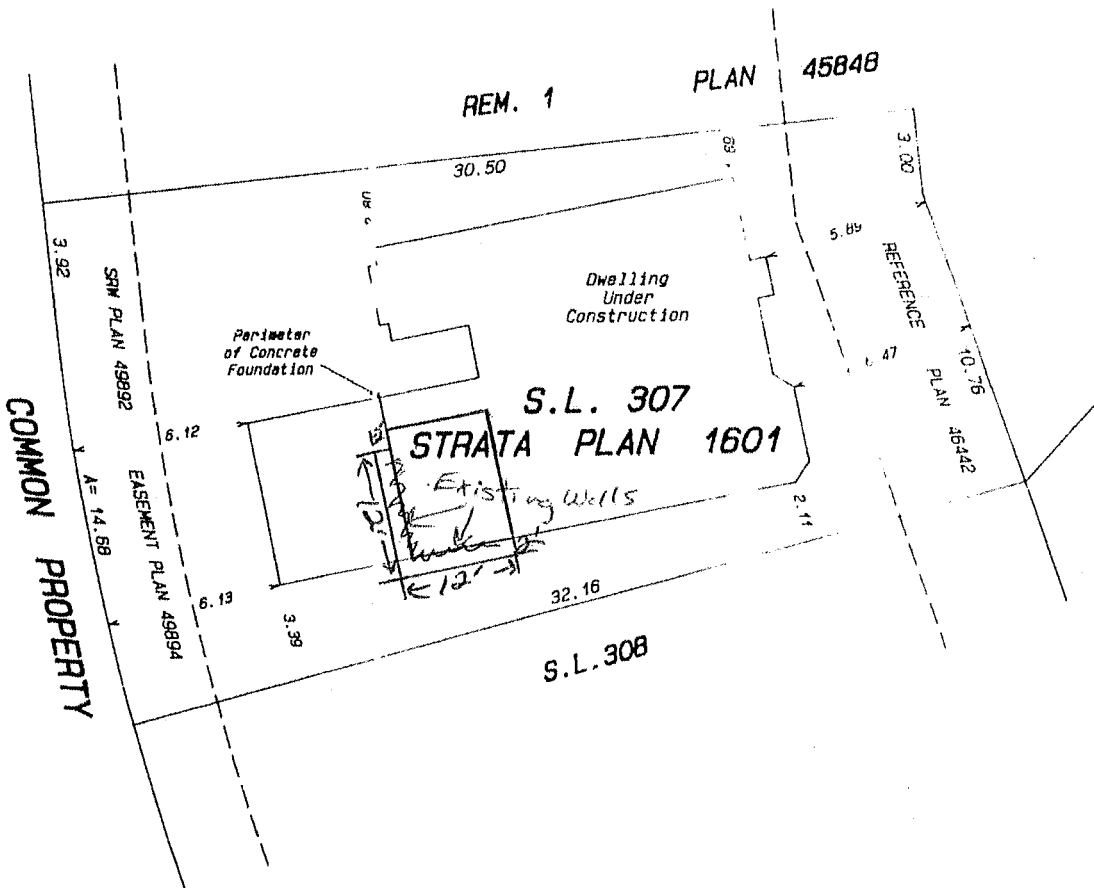 PLAN 45848
REM. 1
30.50
3.00
3.92
5.89
REFERENCE PLAN 46442
SRW PLAN 49892
Dwelling
Under
Construction
Perimeter
of Concrete
Foundation
10.76
S.L. 307
STRATA PLAN 1601
6.12
COMMON PROPERTY
A= 14.68
EASEMENT PLAN 49894
Existing Walls
12'
2.11
2'
12'
6.13
32.16
3.39
S.L.308